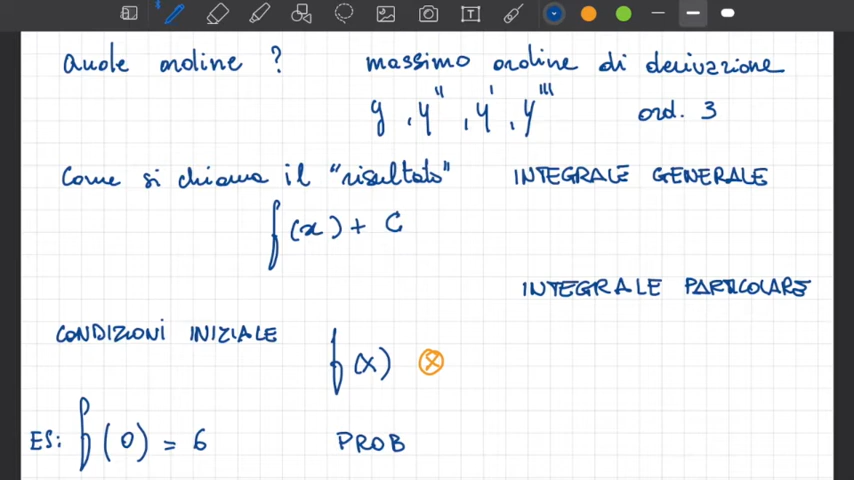 Quale ordine ? massimo ordine di derivazione
y , y'' , y' , y''' ord. 3
Come si chiama il "risultato" INTEGRALE GENERALE
f(x) + C
INTEGRALE PARTICOLARE
CONDIZIONI INIZIALE
f(x) ⊗
ES: f(0) = 6 PROB